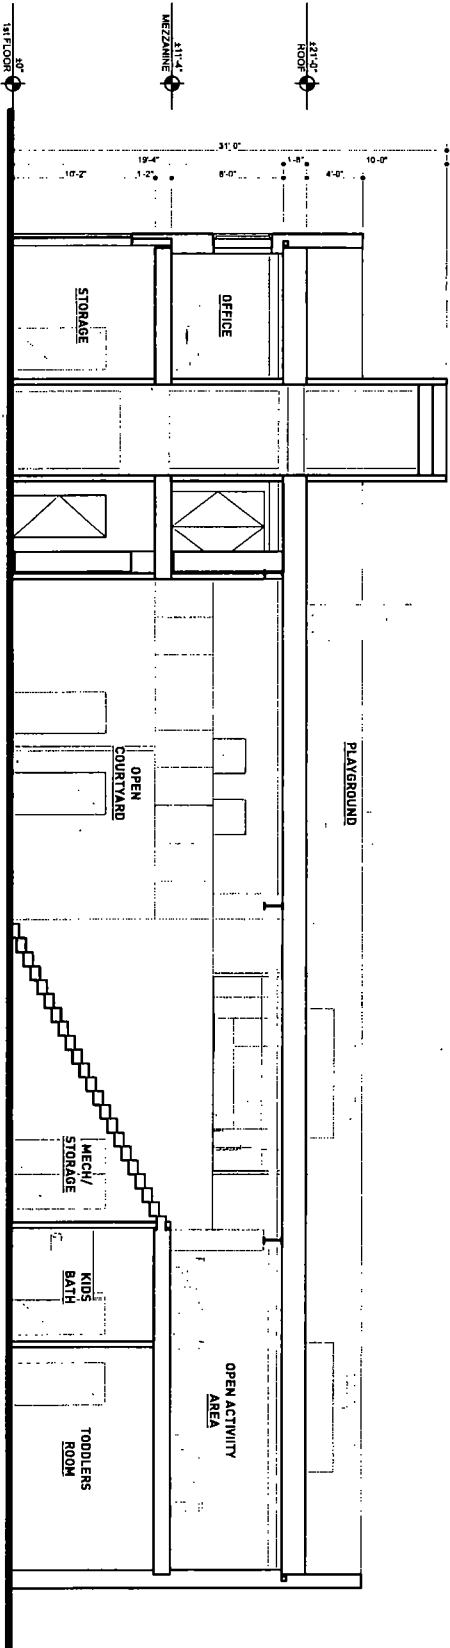 ±21'-0"
ROOF
±11'-4"
MEZZANINE
±0"
1st FLOOR
31'0"
19'-4"
1'-8"
10'-0"
10'-2"
1'-2"
8'-0"
4'-0"
PLAYGROUND
OFFICE
STORAGE
OPEN
COURTYARD
MECH/
STORAGE
KIDS
BATH
OPEN ACTIVIITY
AREA
TODDLERS
ROOM